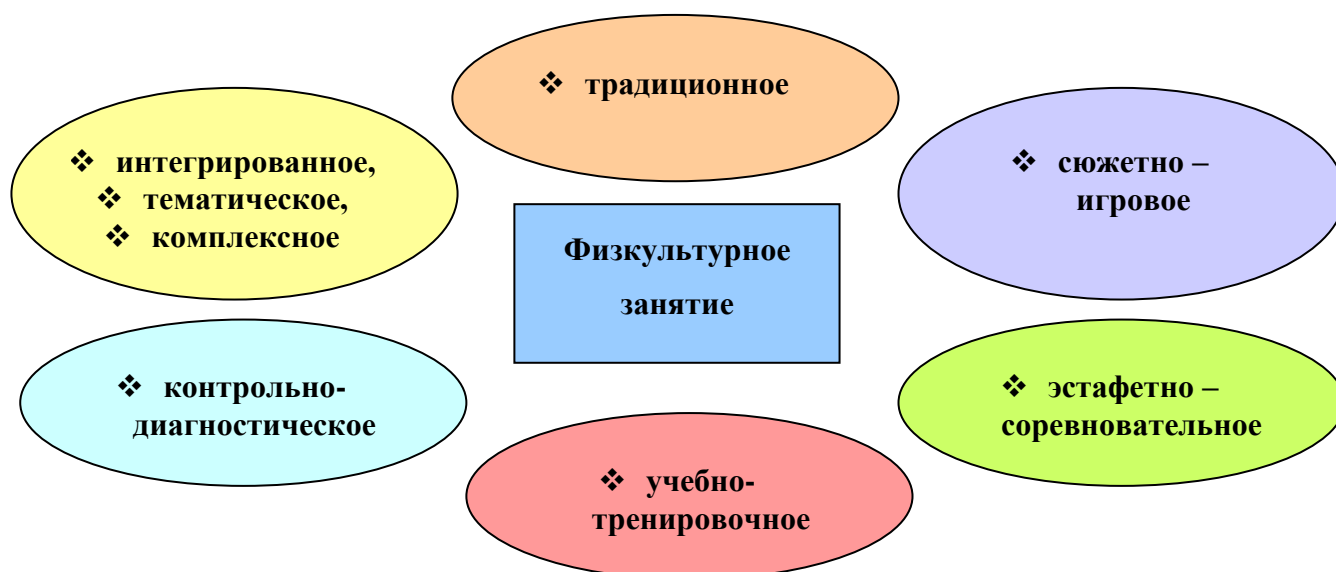 ❖ традиционное
❖ интегрированное,
❖ тематическое,
❖ комплексное
❖ сюжетно –
игровое
Физкультурное
занятие
❖ контрольно-
диагностическое
❖ эстафетно –
соревновательное
❖ учебно-
тренировочное